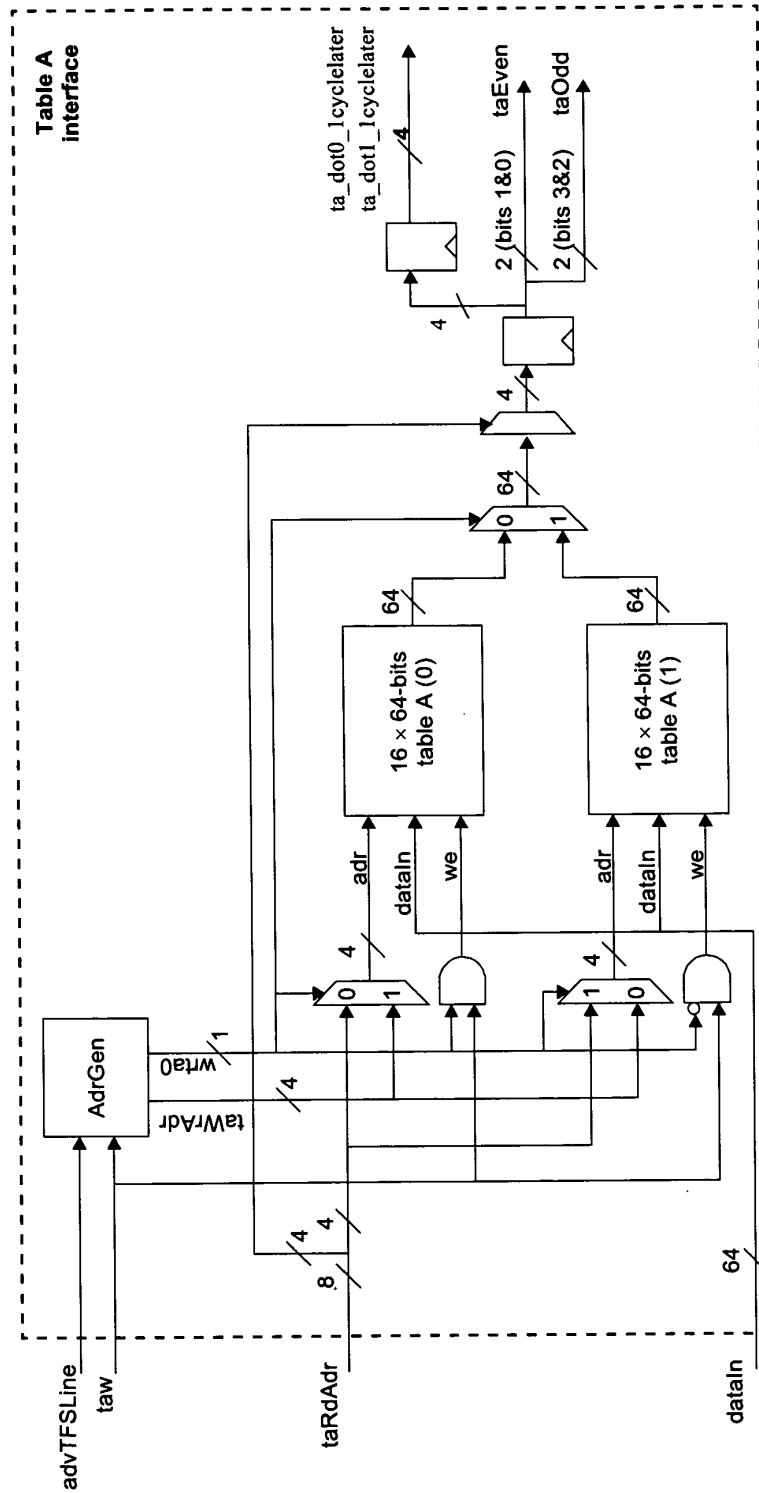 Table A
interface
advTFSLine
taw
AdrGen
taWrAdr
4
wrta0
1
taRdAdr
8
4
4
dataIn
64
0
1
4
adr
dataIn
we
16 × 64-bits
table A (0)
64
1
0
4
adr
dataIn
we
16 × 64-bits
table A (1)
64
0
1
64
4
4
ta_dot0_1cyclelater
ta_dot1_1cyclelater
4
2 (bits 1&0)
taEven
2 (bits 3&2)
taOdd